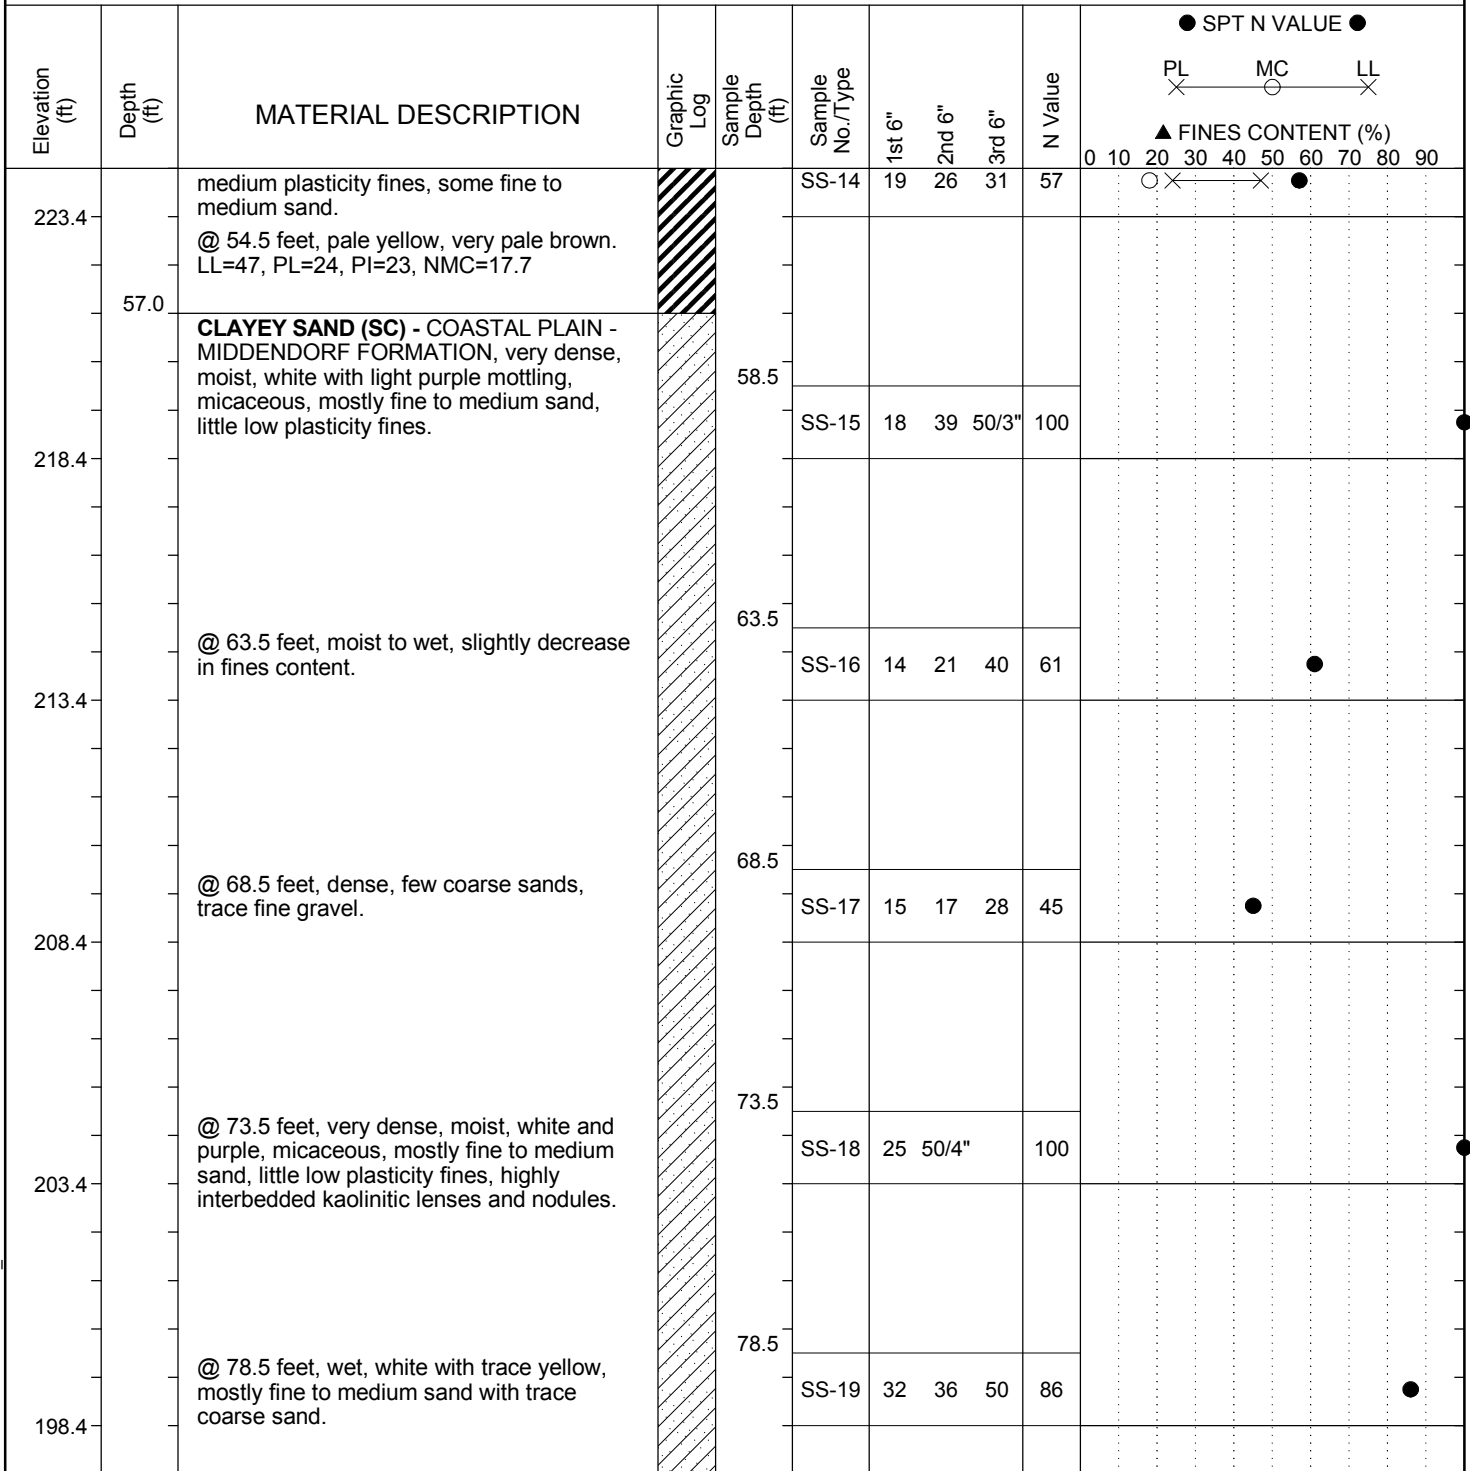 ● SPT N VALUE ●
PL MC LL
▲ FINES CONTENT (%)
0 10 20 30 40 50 60 70 80 90
Elevation (ft)
Depth (ft)
MATERIAL DESCRIPTION
Graphic Log
Sample Depth (ft)
Sample No./Type
1st 6"
2nd 6"
3rd 6"
N Value
medium plasticity fines, some fine to
medium sand.
SS-14 19 26 31 57
223.4
@ 54.5 feet, pale yellow, very pale brown.
LL=47, PL=24, PI=23, NMC=17.7
57.0
CLAYEY SAND (SC) - COASTAL PLAIN -
MIDDENDORF FORMATION, very dense,
moist, white with light purple mottling,
micaceous, mostly fine to medium sand,
little low plasticity fines.
58.5
SS-15 18 39 50/3" 100
218.4
63.5
@ 63.5 feet, moist to wet, slightly decrease
in fines content.
SS-16 14 21 40 61
213.4
68.5
@ 68.5 feet, dense, few coarse sands,
trace fine gravel.
SS-17 15 17 28 45
208.4
73.5
@ 73.5 feet, very dense, moist, white and
purple, micaceous, mostly fine to medium
sand, little low plasticity fines, highly
interbedded kaolinitic lenses and nodules.
SS-18 25 50/4" 100
203.4
78.5
@ 78.5 feet, wet, white with trace yellow,
mostly fine to medium sand with trace
coarse sand.
SS-19 32 36 50 86
198.4